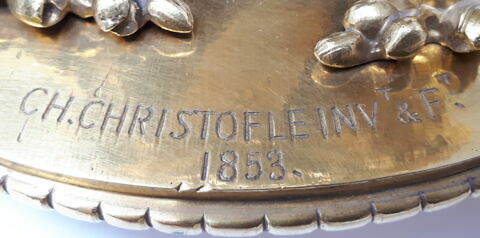 CH. CHRISTOFLE INVT & FT.
1853.